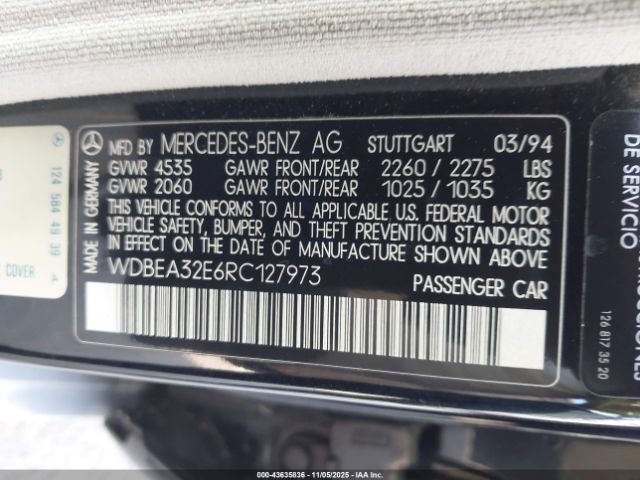 MFD BY MERCEDES-BENZ AG STUTTGART 03/94
GVWR 4535 GAWR FRONT/REAR 2260 / 2275 LBS
GVWR 2060 GAWR FRONT/REAR 1025 / 1035 KG
THIS VEHICLE CONFORMS TO ALL APPLICABLE U.S. FEDERAL MOTOR
VEHICLE SAFETY, BUMPER, AND THEFT PREVENTION STANDARDS
IN EFFECT ON THE DATE OF MANUFACTURE SHOWN ABOVE
WDBEA32E6RC127973
PASSENGER CAR
MADE IN GERMANY
124 584 49 39
COVER
DE SERVICIO
126 817 35 20
000-43635836 - 11/05/2025 - IAAI.COM